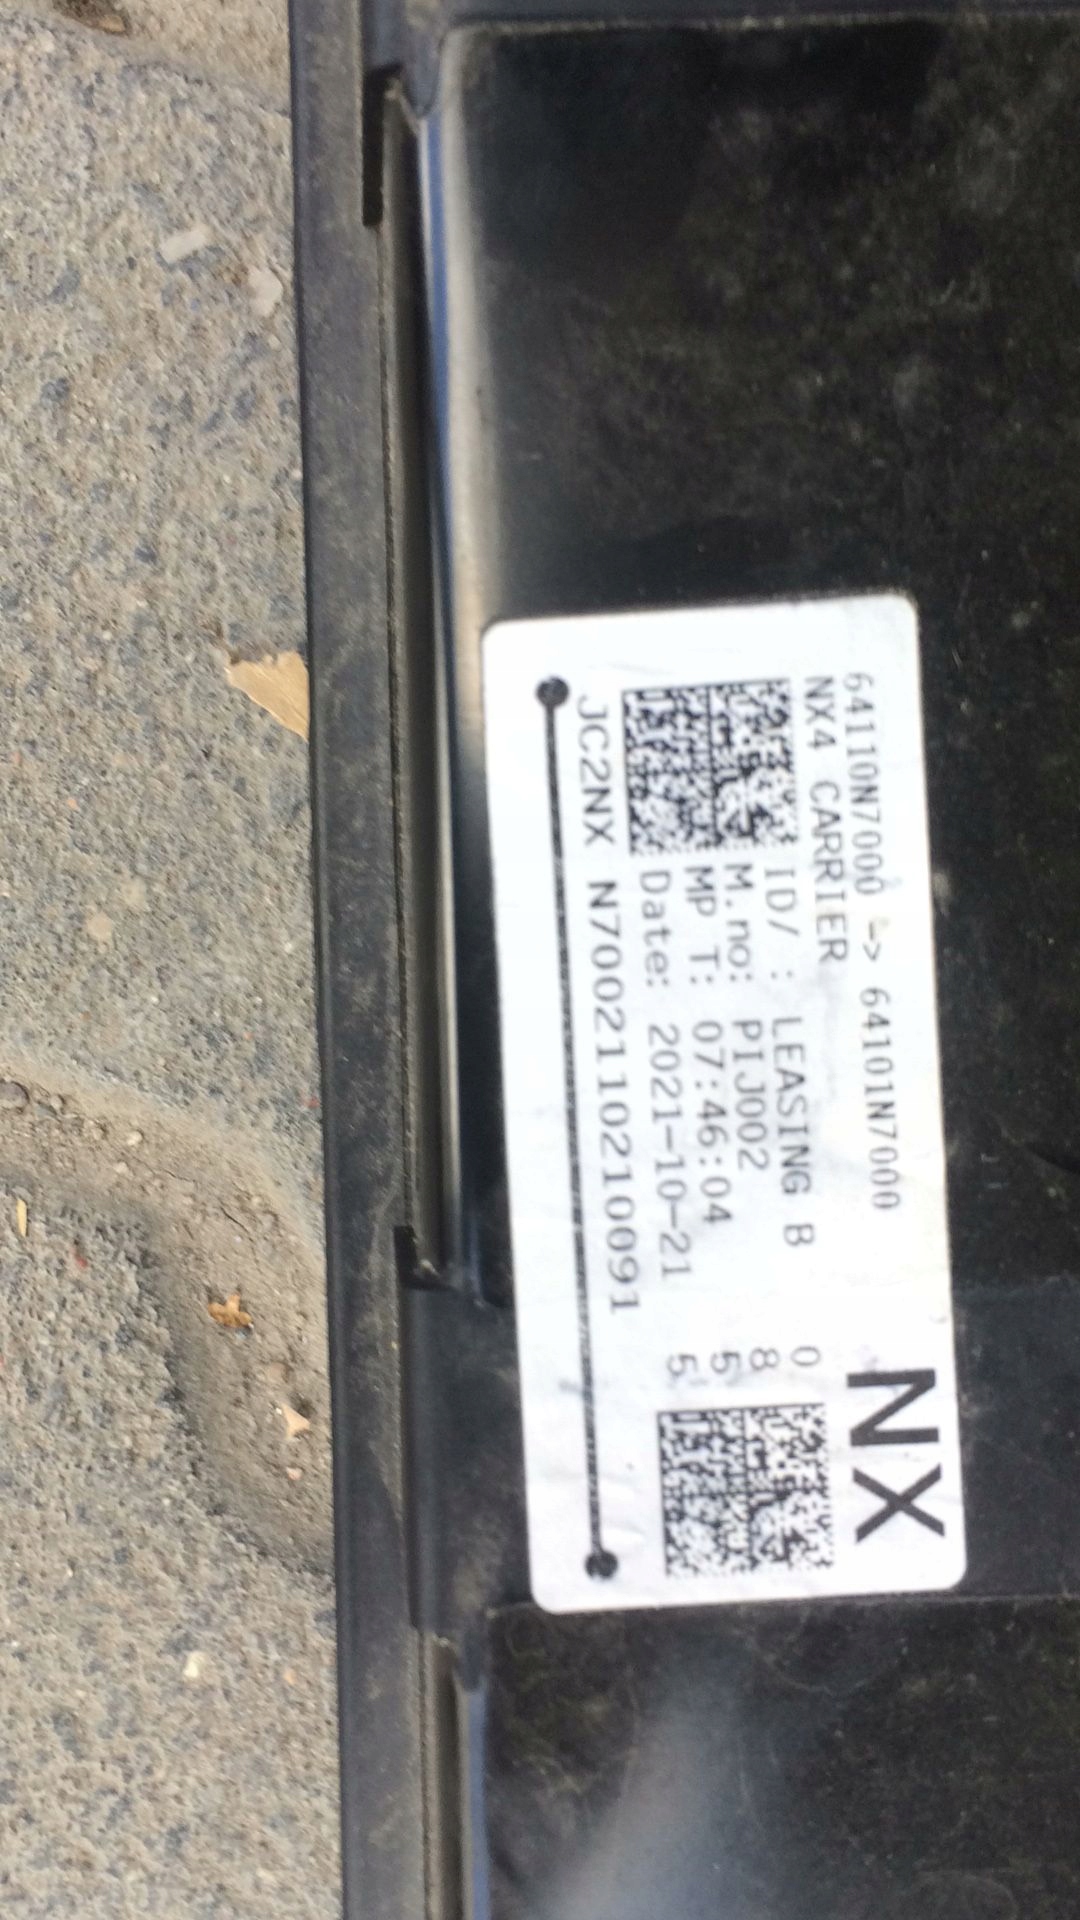 64110N7000 -> 64101N7000
NX4 CARRIER
NX
ID/ : LEASING B
M.no: PIJ002
MP T: 07:46:04
Date: 2021-10-21
0
8
5
5
JC2NX N7002110210091